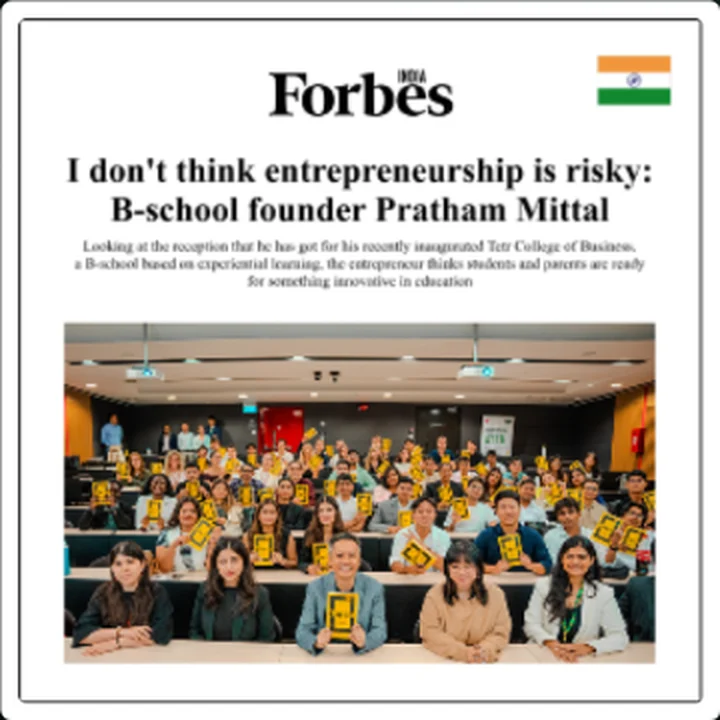 Forbes
INDIA
I don't think entrepreneurship is risky:
B-school founder Pratham Mittal
Looking at the reception that he has got for his recently inaugurated Tetr College of Business,
a B-school based on experiential learning, the entrepreneur thinks students and parents are ready
for something innovative in education